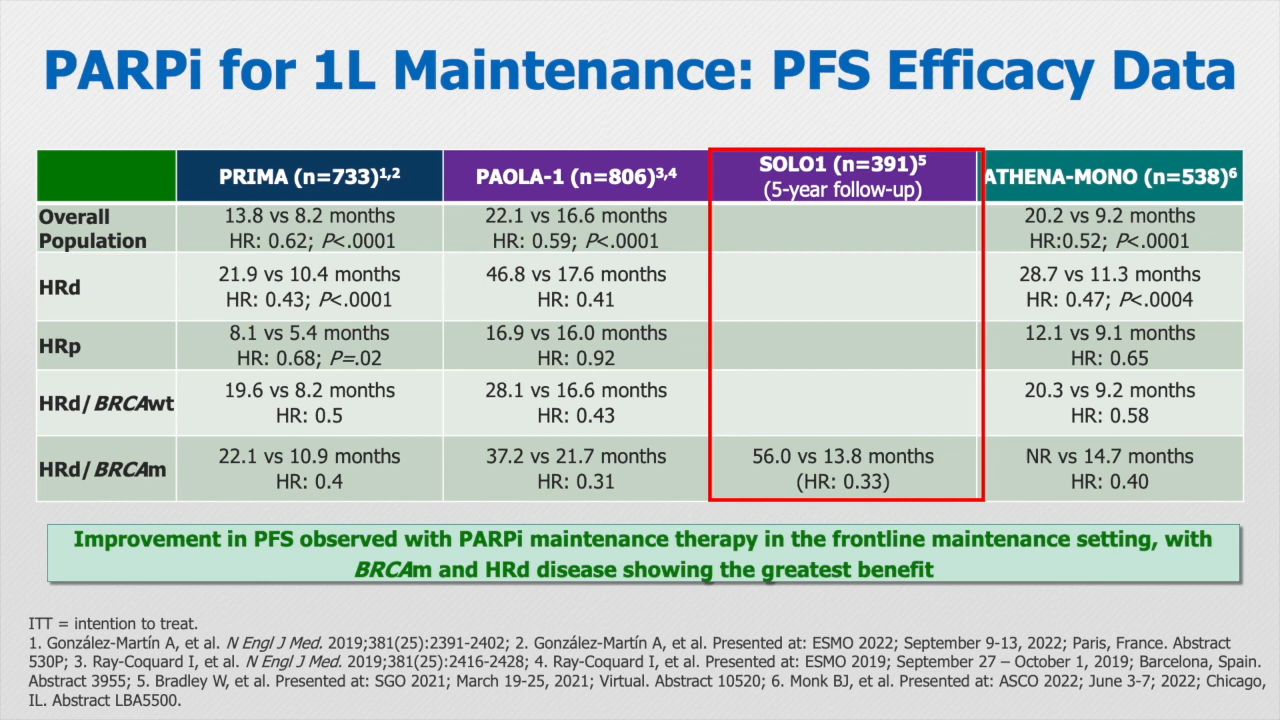 PARPi for 1L Maintenance: PFS Efficacy Data
PRIMA (n=733)1,2
PAOLA-1 (n=806)3,4
SOLO1 (n=391)5
(5-year follow-up)
ATHENA-MONO (n=538)6
Overall
Population
13.8 vs 8.2 months
HR: 0.62; P<.0001
22.1 vs 16.6 months
HR: 0.59; P<.0001
20.2 vs 9.2 months
HR:0.52; P<.0001
HRd
21.9 vs 10.4 months
HR: 0.43; P<.0001
46.8 vs 17.6 months
HR: 0.41
28.7 vs 11.3 months
HR: 0.47; P<.0004
HRp
8.1 vs 5.4 months
HR: 0.68; P=.02
16.9 vs 16.0 months
HR: 0.92
12.1 vs 9.1 months
HR: 0.65
HRd/BRCAwt
19.6 vs 8.2 months
HR: 0.5
28.1 vs 16.6 months
HR: 0.43
20.3 vs 9.2 months
HR: 0.58
HRd/BRCAm
22.1 vs 10.9 months
HR: 0.4
37.2 vs 21.7 months
HR: 0.31
56.0 vs 13.8 months
(HR: 0.33)
NR vs 14.7 months
HR: 0.40
Improvement in PFS observed with PARPi maintenance therapy in the frontline maintenance setting, with
BRCAm and HRd disease showing the greatest benefit
ITT = intention to treat.
1. González-Martín A, et al. N Engl J Med. 2019;381(25):2391-2402; 2. González-Martín A, et al. Presented at: ESMO 2022; September 9-13, 2022; Paris, France. Abstract
530P; 3. Ray-Coquard I, et al. N Engl J Med. 2019;381(25):2416-2428; 4. Ray-Coquard I, et al. Presented at: ESMO 2019; September 27 – October 1, 2019; Barcelona, Spain.
Abstract 3955; 5. Bradley W, et al. Presented at: SGO 2021; March 19-25, 2021; Virtual. Abstract 10520; 6. Monk BJ, et al. Presented at: ASCO 2022; June 3-7; 2022; Chicago,
IL. Abstract LBA5500.